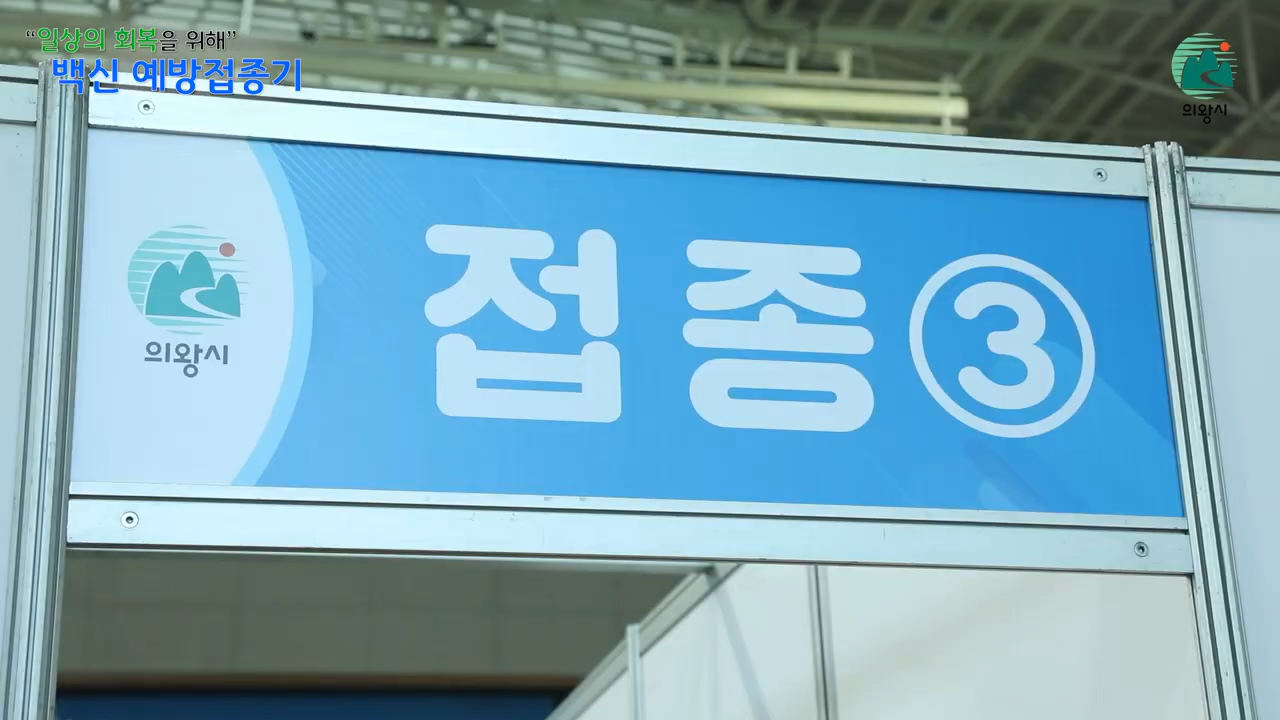 “일상의 회복을 위해”
백신 예방접종기
의왕시
의왕시
접종③